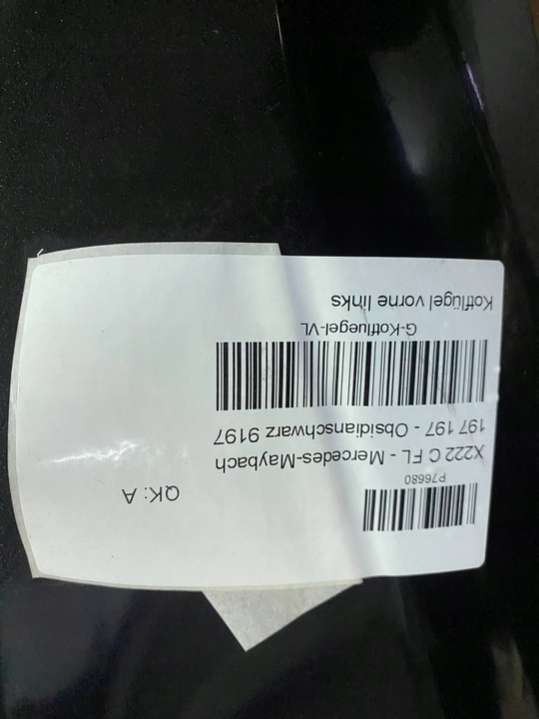 P76680
X222 C FL - Mercedes-Maybach
197 197 - Obsidianschwarz 9197
G-Kotfluegel-VL
Kotflügel vorne links
QK: A